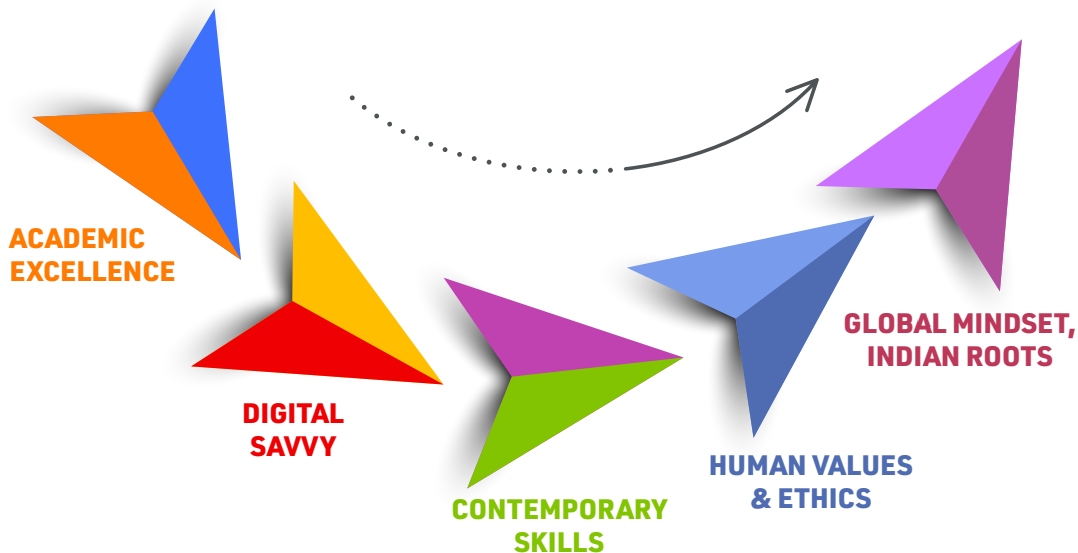 ACADEMIC
EXCELLENCE
DIGITAL
SAVVY
CONTEMPORARY
SKILLS
HUMAN VALUES
& ETHICS
GLOBAL MINDSET,
INDIAN ROOTS